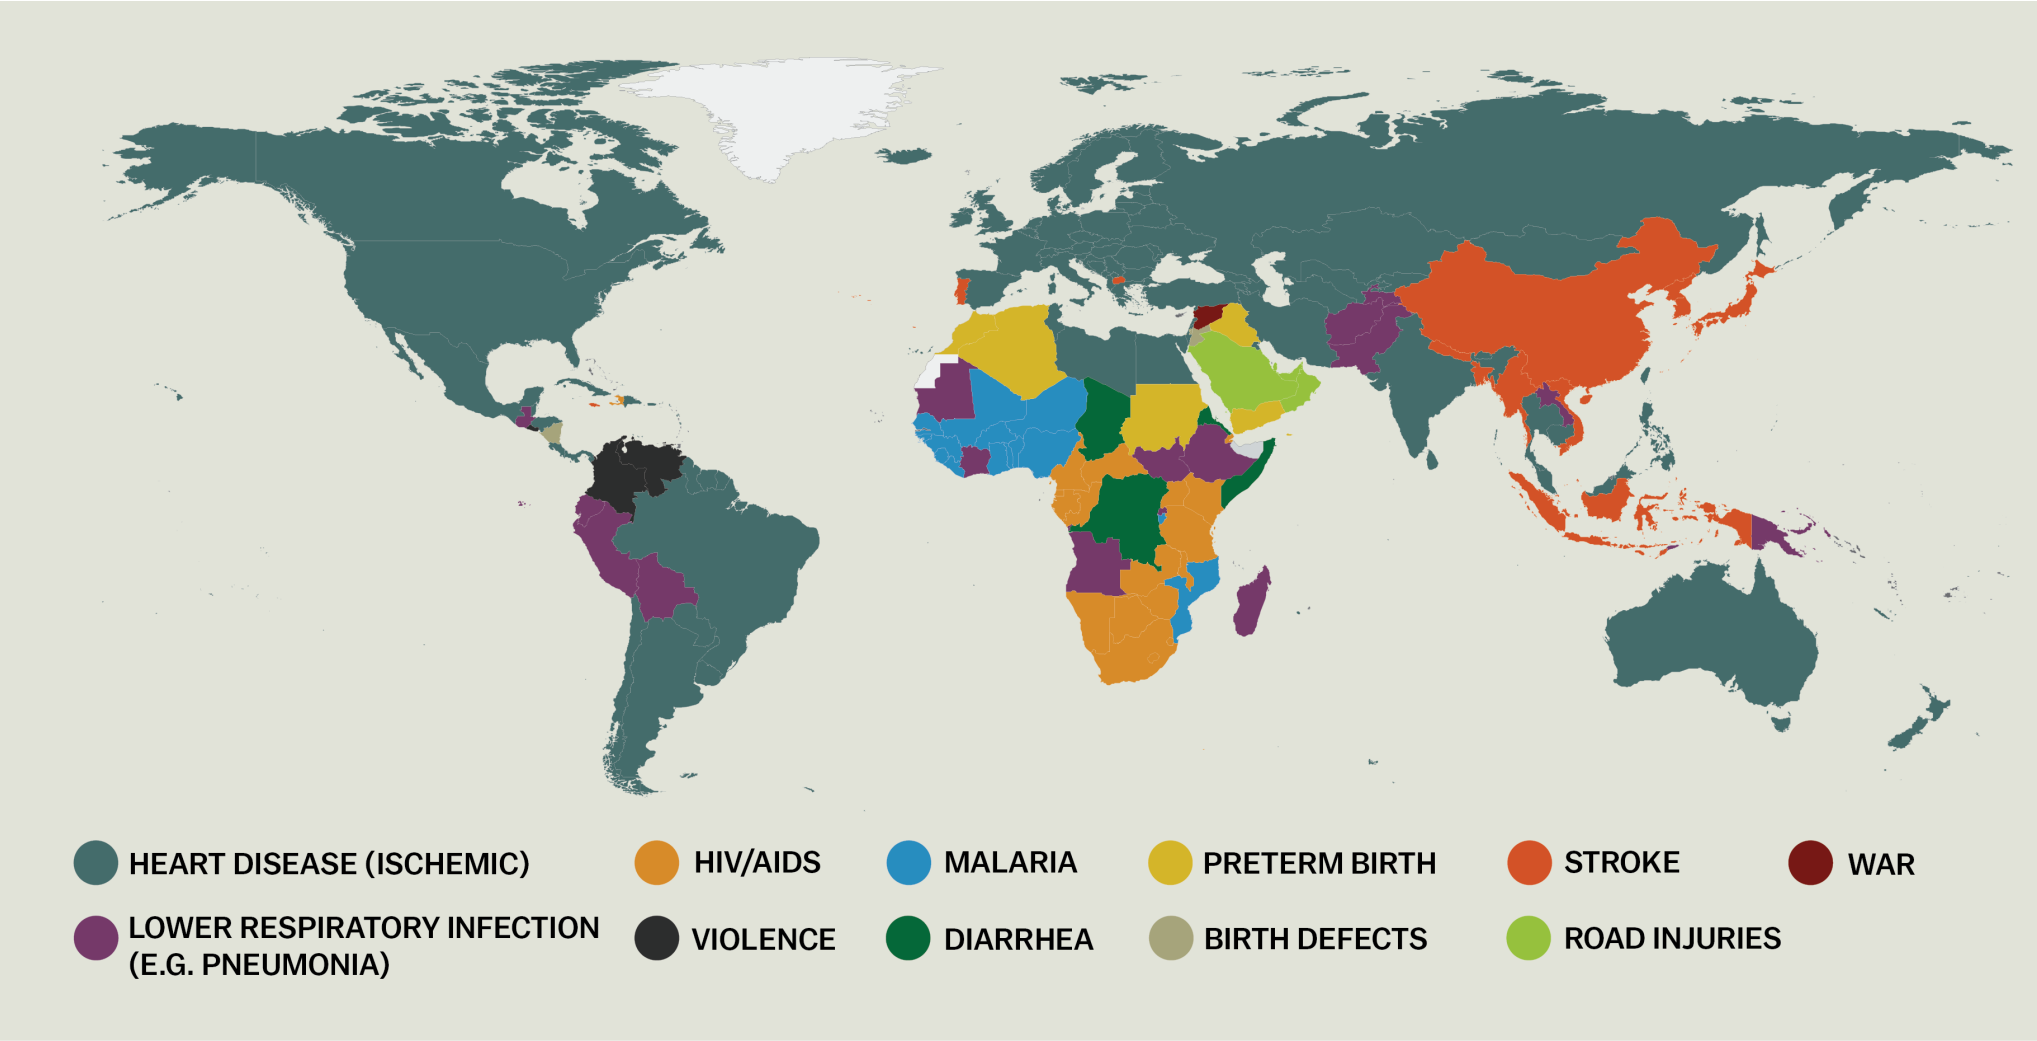 HEART DISEASE (ISCHEMIC)
HIV/AIDS
MALARIA
PRETERM BIRTH
STROKE
WAR
LOWER RESPIRATORY INFECTION
(E.G. PNEUMONIA)
VIOLENCE
DIARRHEA
BIRTH DEFECTS
ROAD INJURIES